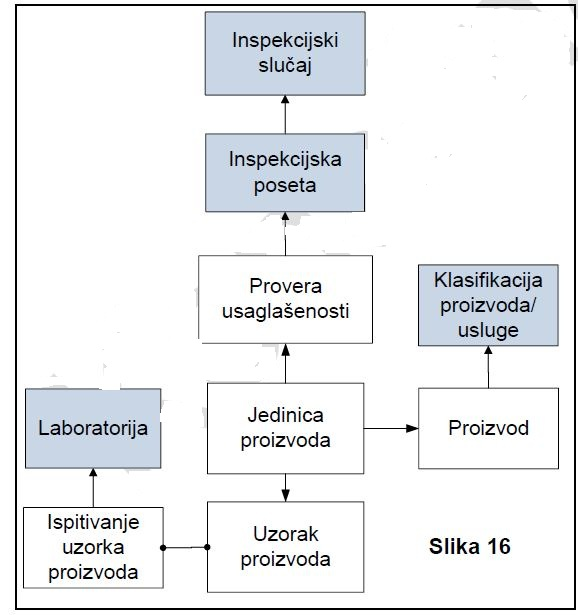 Inspekcijski
slučaj
Inspekcijska
poseta
Provera
usaglašenosti
Klasifikacija
proizvoda/
usluge
Laboratorija
Jedinica
proizvoda
Proizvod
Ispitivanje
uzorka
proizvoda
Uzorak
proizvoda
Slika 16